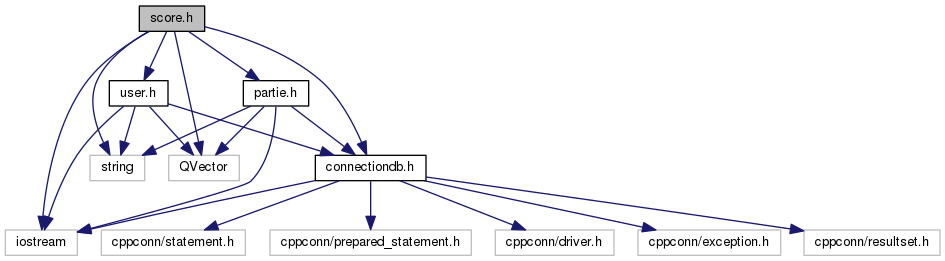 score.h
user.h
partie.h
string
QVector
connectiondb.h
iostream
cppconn/statement.h
cppconn/prepared_statement.h
cppconn/driver.h
cppconn/exception.h
cppconn/resultset.h